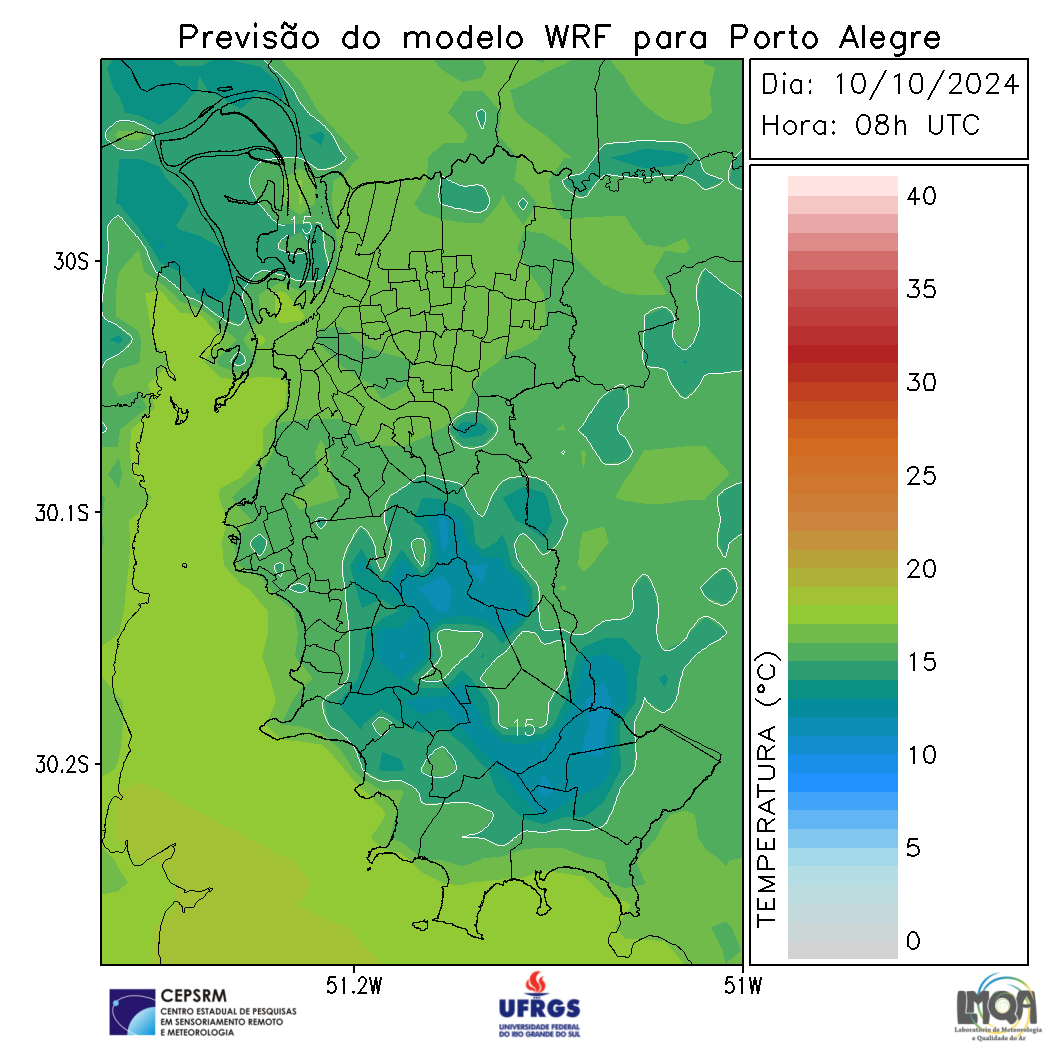 Previsão do modelo WRF para Porto Alegre
Dia: 10/10/2024
Hora: 08h UTC
40
35
30
25
20
15
10
5
0
TEMPERATURA (°C)
30S
30.1S
30.2S
15
15
51.2W
51W
CEPSRM
CENTRO ESTADUAL DE PESQUISAS
EM SENSORIAMENTO REMOTO
E METEOROLOGIA
UFRGS
UNIVERSIDADE FEDERAL
DO RIO GRANDE DO SUL
LMQA
Laboratório de Meteorologia
e Qualidade do Ar